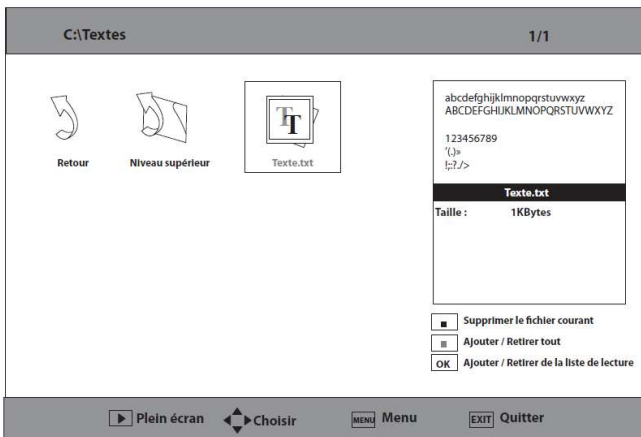 C:\Textes 1/1
Retour Niveau supérieur Texte.txt
abcdefghijklmnopqrstuvwxyz
ABCDEFGHIJKLMNOPQRSTUVWXYZ
123456789
'(.)»
!;:?./>
Texte.txt
Taille : 1KBytes
Supprimer le fichier courant
Ajouter / Retirer tout
OK Ajouter / Retirer de la liste de lecture
Plein écran Choisir MENU Menu EXIT Quitter